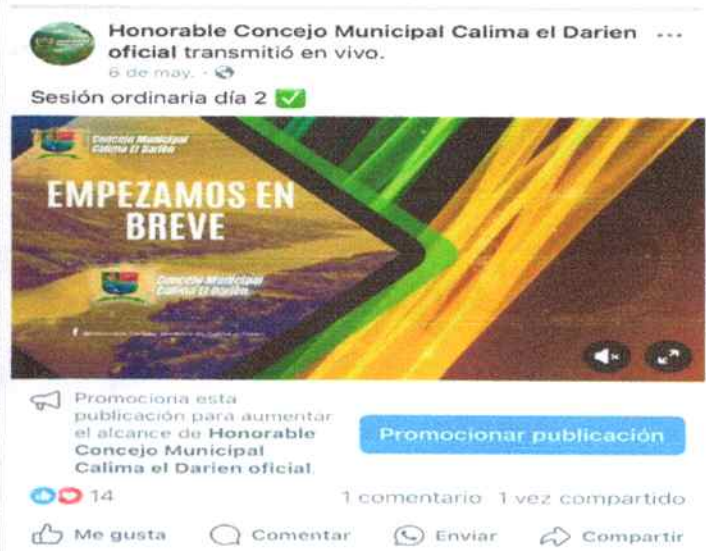 Honorable Concejo Municipal Calima el Darien ...
oficial transmitió en vivo.
6 de may. ·
Sesión ordinaria día 2
Concejo Municipal
Calima El Darién
EMPEZAMOS EN
BREVE
Concejo Municipal
Calima El Darién
Promociona esta
publicación para aumentar
el alcance de Honorable
Concejo Municipal
Calima el Darien oficial.
Promocionar publicación
14
1 comentario 1 vez compartido
Me gusta Comentar Enviar Compartir